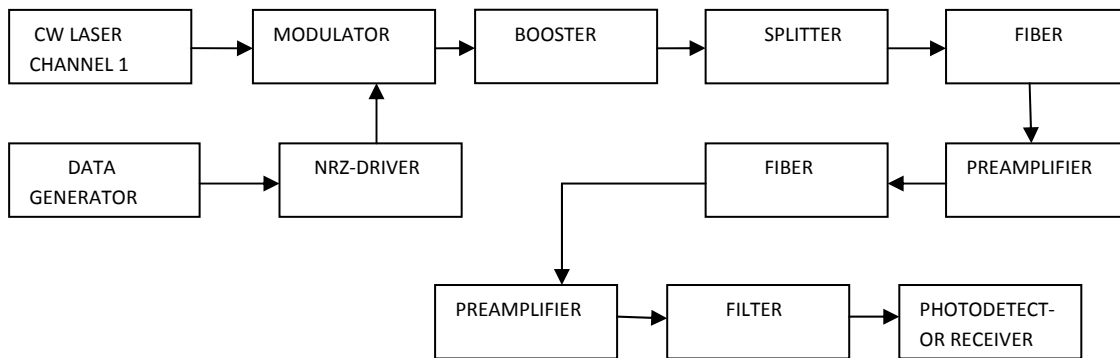 CW LASER
CHANNEL 1
MODULATOR
BOOSTER
SPLITTER
FIBER
DATA
GENERATOR
NRZ-DRIVER
FIBER
PREAMPLIFIER
PREAMPLIFIER
FILTER
PHOTODETECT-
OR RECEIVER